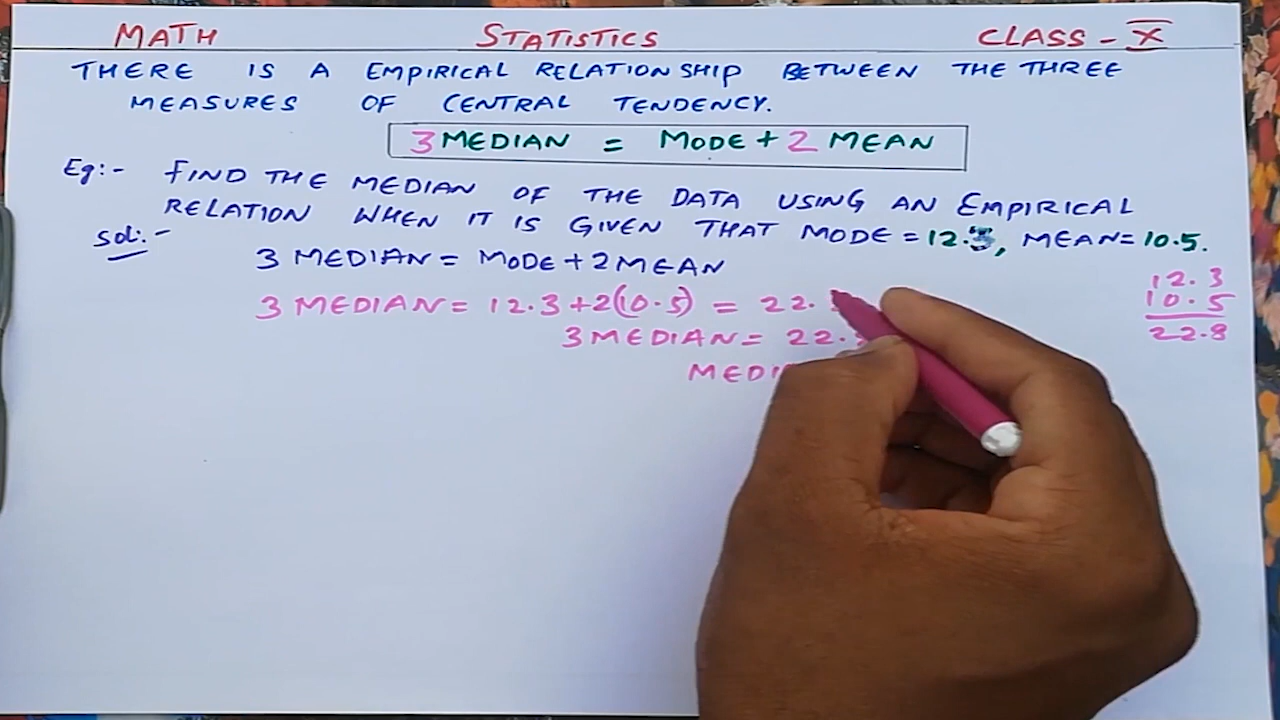 MATH STATISTICS CLASS - X
THERE IS A EMPIRICAL RELATIONSHIP BETWEEN THE THREE
MEASURES OF CENTRAL TENDENCY.
3 MEDIAN = MODE + 2 MEAN
Eg:- FIND THE MEDIAN OF THE DATA USING AN EMPIRICAL
RELATION WHEN IT IS GIVEN THAT MODE = 12.3, MEAN = 10.5.
Sol:-
3 MEDIAN = MODE + 2 MEAN
12.3
3 MEDIAN = 12.3 + 2(10.5) = 22.
10.5
3 MEDIAN = 22.
22.8